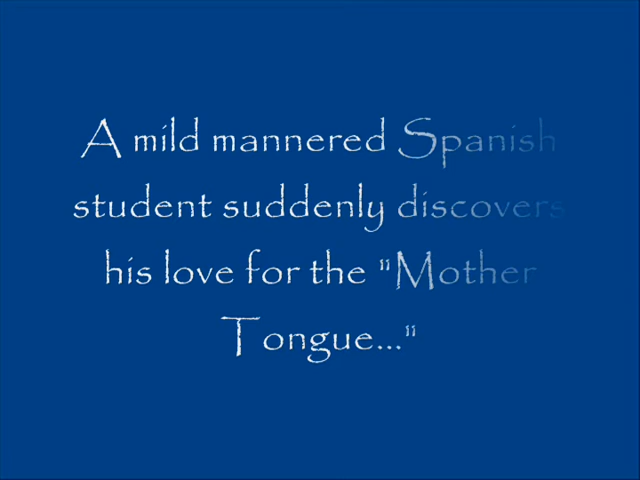 A mild mannered Spanish
student suddenly discovers
his love for the "Mother
Tongue..."